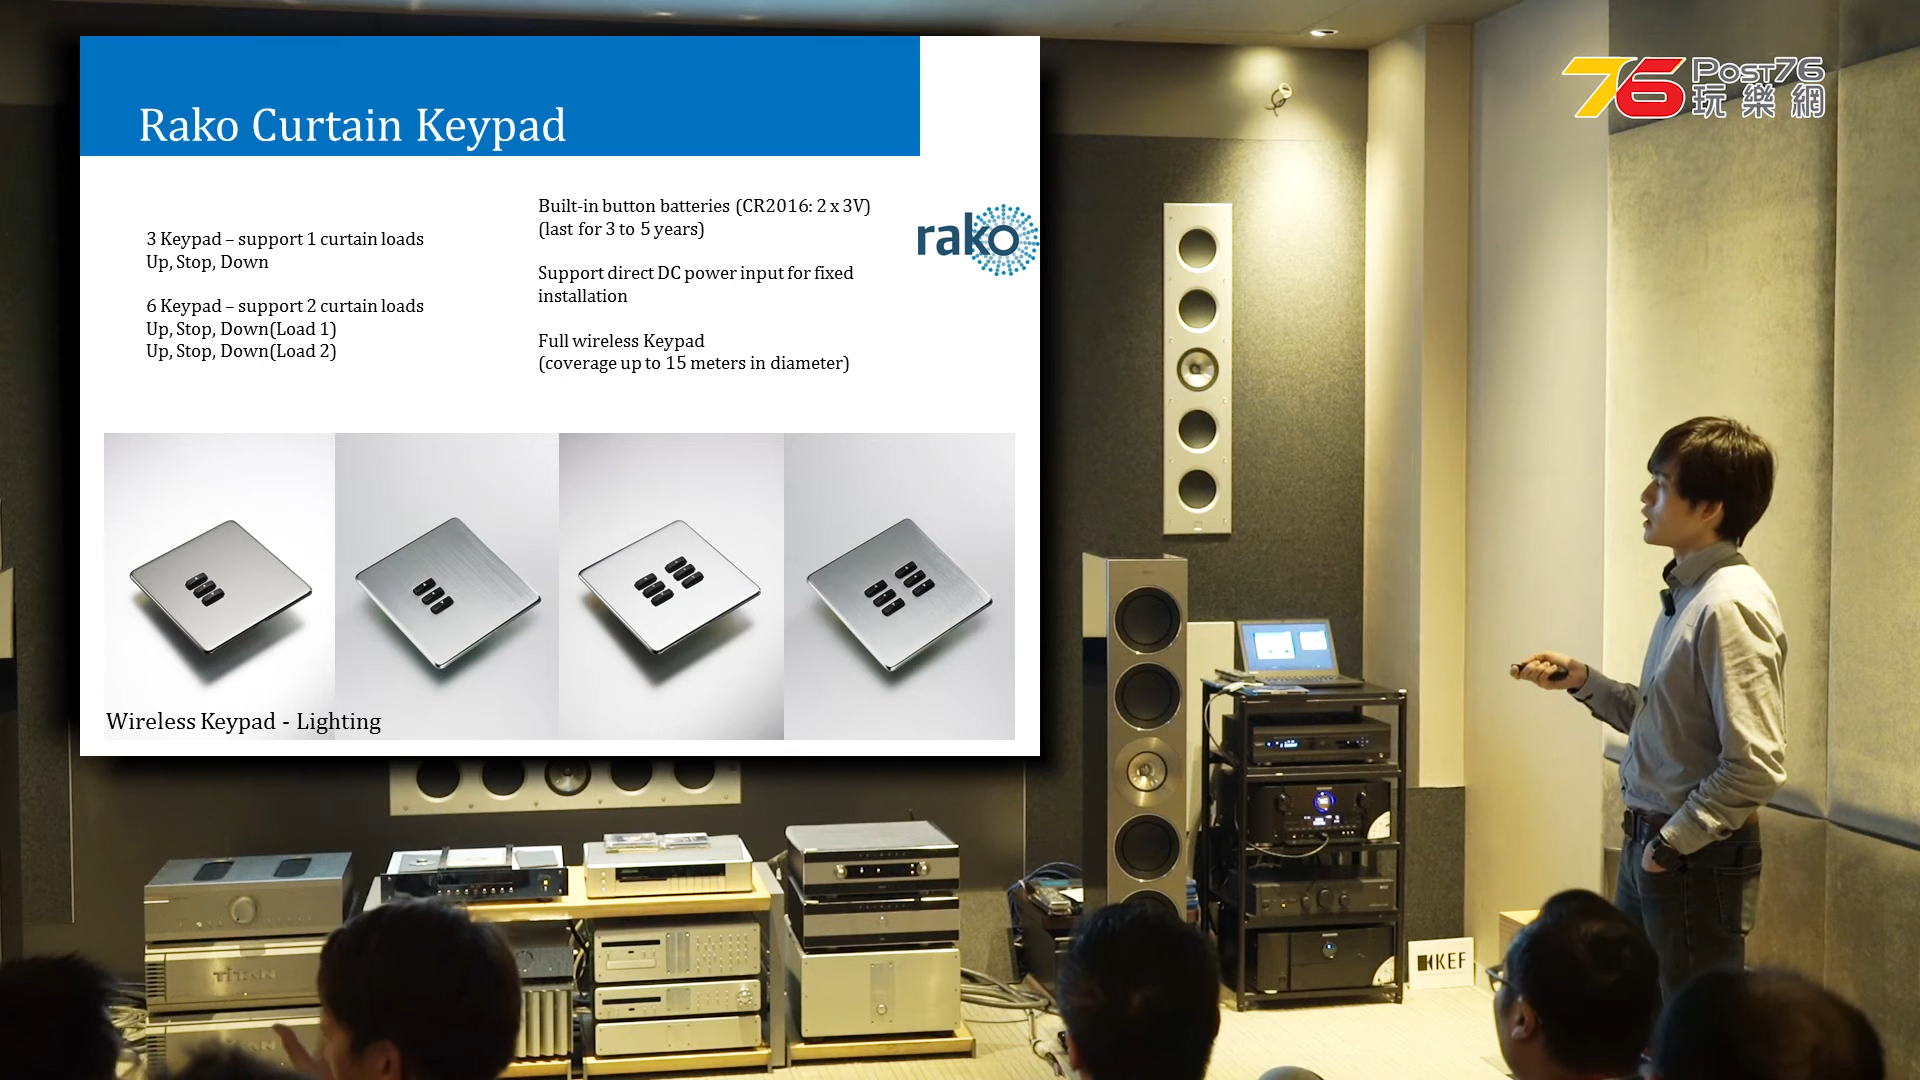 Rako Curtain Keypad
3 Keypad – support 1 curtain loads
Up, Stop, Down
6 Keypad – support 2 curtain loads
Up, Stop, Down(Load 1)
Up, Stop, Down(Load 2)
Built-in button batteries (CR2016: 2 x 3V)
(last for 3 to 5 years)
Support direct DC power input for fixed
installation
Full wireless Keypad
(coverage up to 15 meters in diameter)
rako
Wireless Keypad - Lighting
76 Post76
玩樂網
TITAN
KEF